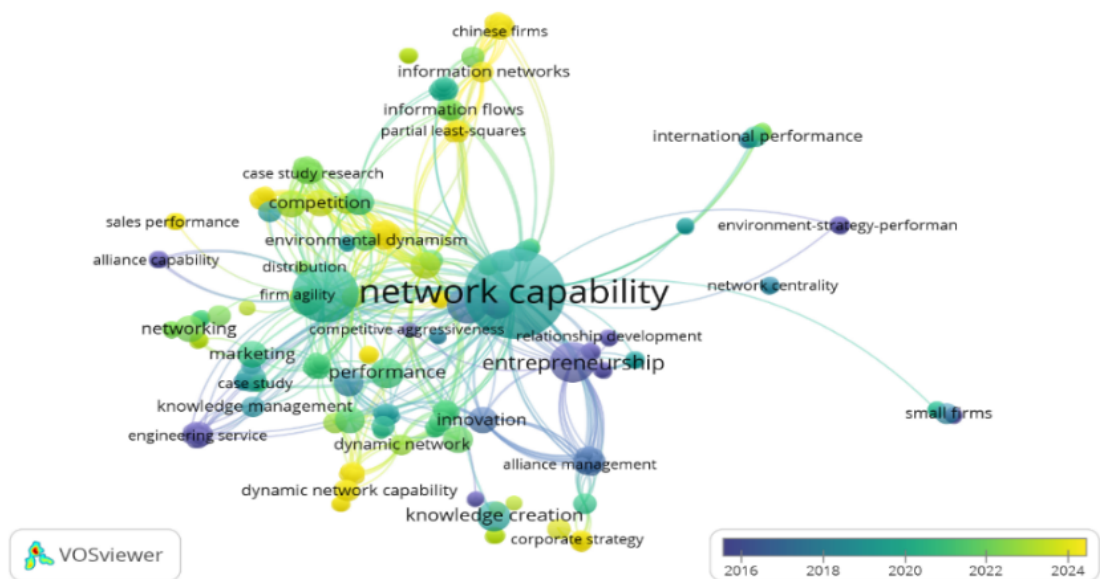 chinese firms
information networks
information flows
partial least-squares
international performance
case study research
competition
sales performance
environment-strategy-performan
environmental dynamism
alliance capability
distribution
network centrality
firm agility
network capability
networking
competitive aggressiveness
relationship development
marketing
entrepreneurship
case study
performance
knowledge management
small firms
innovation
engineering service
dynamic network
alliance management
dynamic network capability
knowledge creation
corporate strategy
VOSviewer
2016 2018 2020 2022 2024